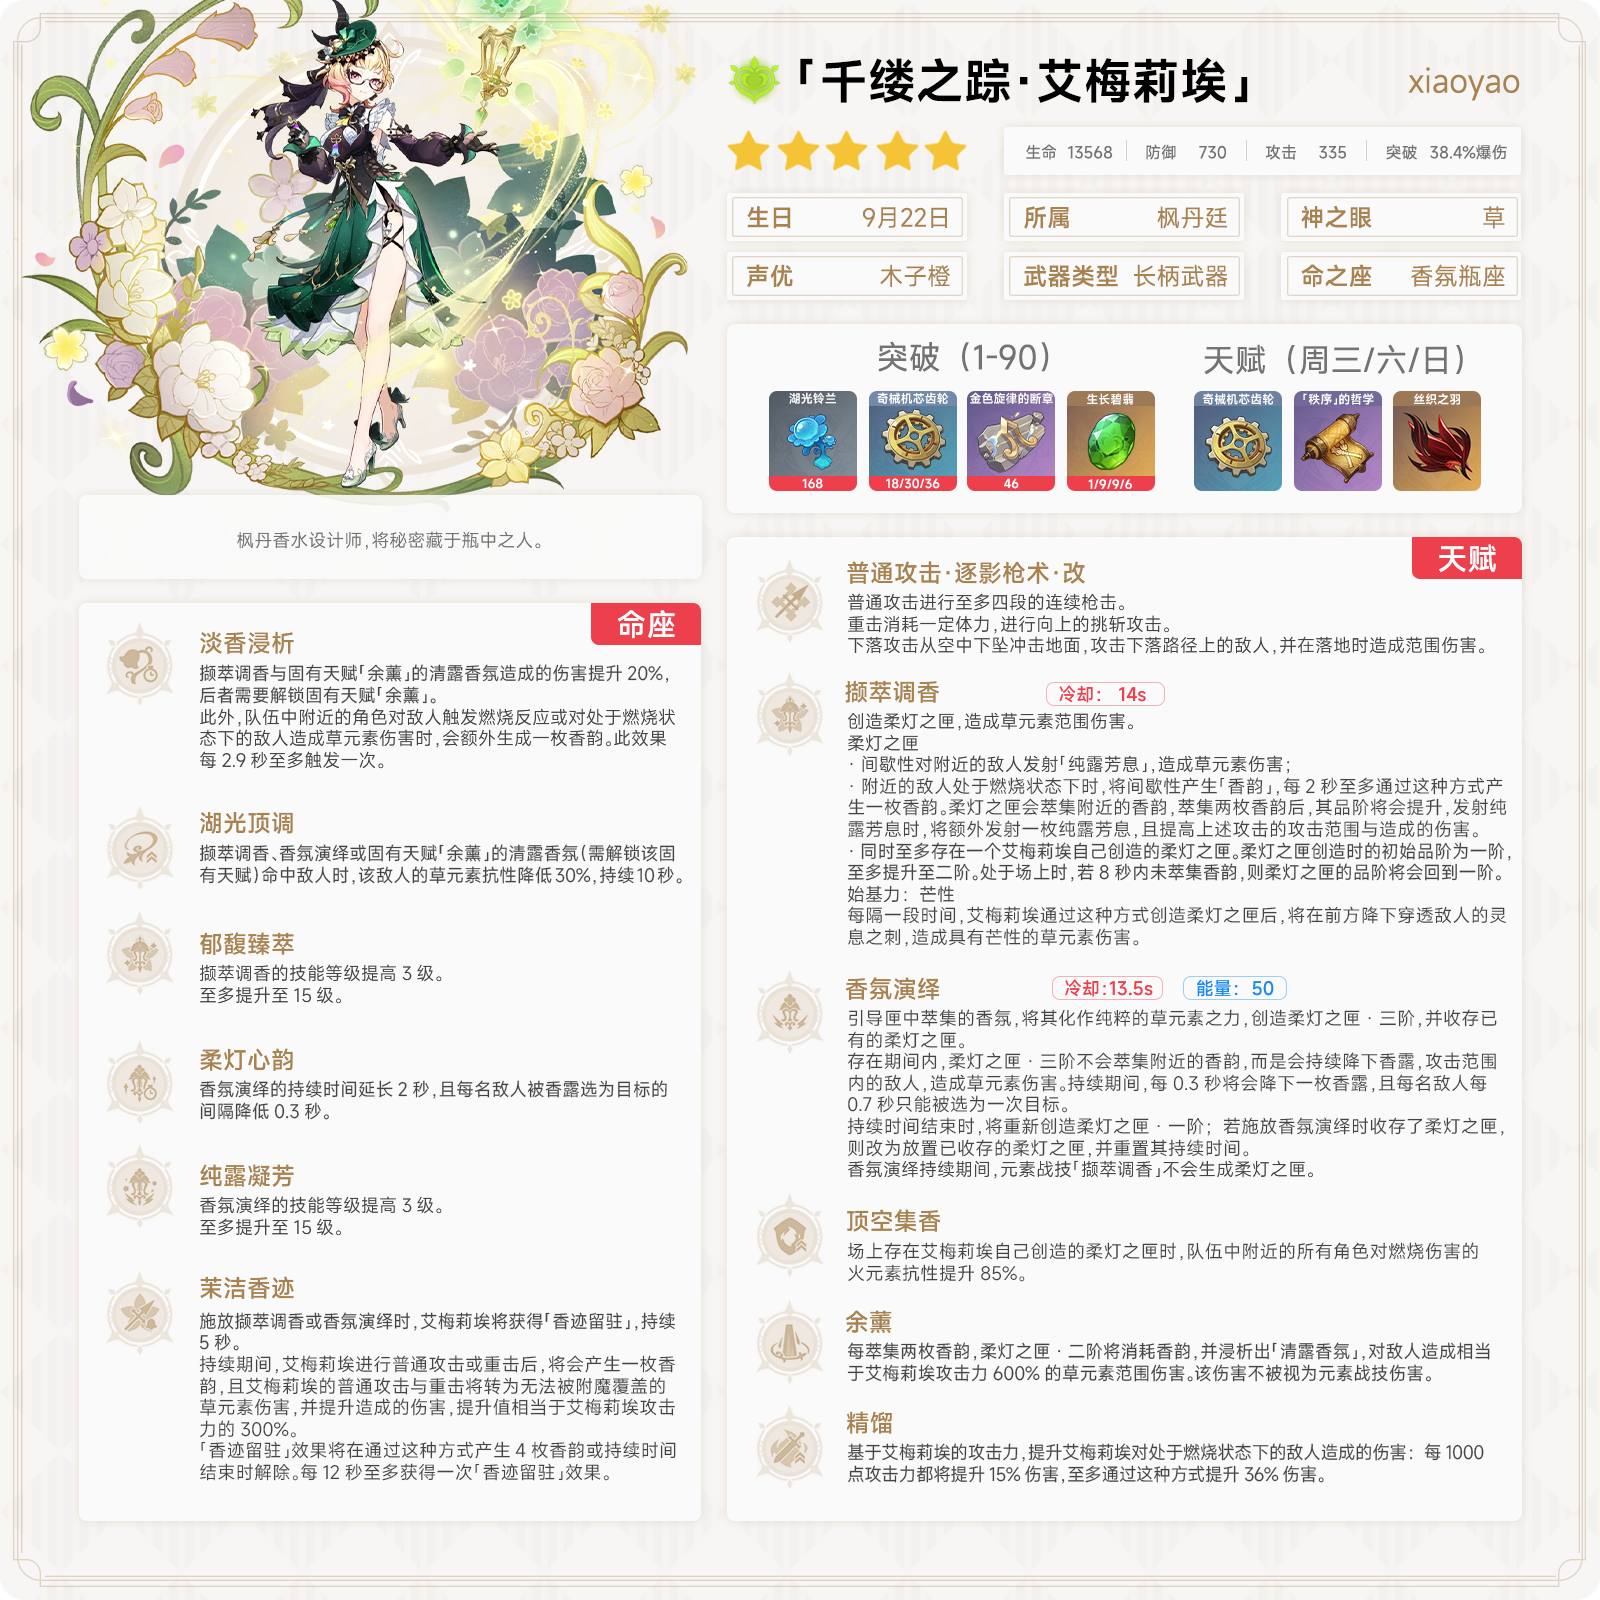 「千缕之踪·艾梅莉埃」
xiaoyao
生命 13568 防御 730 攻击 335 突破 38.4%爆伤
生日 9月22日
所属 枫丹廷
神之眼 草
声优 木子橙
武器类型 长柄武器
命之座 香氛瓶座
突破（1-90）
湖光铃兰 奇械机芯齿轮 金色旋律的断章 生长碧翡
168 18/30/36 46 1/9/9/6
天赋（周三/六/日）
奇械机芯齿轮 「秩序」的哲学 丝织之羽
枫丹香水设计师,将秘密藏于瓶中之人。
命座
淡香浸析
撷萃调香与固有天赋「余薰」的清露香氛造成的伤害提升 20%,
后者需要解锁固有天赋「余薰」。
此外,队伍中附近的角色对敌人触发燃烧反应或对处于燃烧状
态下的敌人造成草元素伤害时,会额外生成一枚香韵。此效果
每 2.9 秒至多触发一次。
湖光顶调
撷萃调香、香氛演绎或固有天赋「余薰」的清露香氛(需解锁该固
有天赋)命中敌人时,该敌人的草元素抗性降低30%,持续10秒。
郁馥臻萃
撷萃调香的技能等级提高 3 级。
至多提升至 15 级。
柔灯心韵
香氛演绎的持续时间延长 2 秒,且每名敌人被香露选为目标的
间隔降低 0.3 秒。
纯露凝芳
香氛演绎的技能等级提高 3 级。
至多提升至 15 级。
茉洁香迹
施放撷萃调香或香氛演绎时,艾梅莉埃将获得「香迹留驻」,持续
5 秒。
持续期间,艾梅莉埃进行普通攻击或重击后,将会产生一枚香
韵,且艾梅莉埃的普通攻击与重击将转为无法被附魔覆盖的
草元素伤害,并提升造成的伤害,提升值相当于艾梅莉埃攻击
力的 300%。
「香迹留驻」效果将在通过这种方式产生 4 枚香韵或持续时间
结束时解除。每 12 秒至多获得一次「香迹留驻」效果。
天赋
普通攻击·逐影枪术·改
普通攻击进行至多四段的连续枪击。
重击消耗一定体力,进行向上的挑斩攻击。
下落攻击从空中下坠冲击地面,攻击下落路径上的敌人,并在落地时造成范围伤害。
撷萃调香 冷却: 14s
创造柔灯之匣,造成草元素范围伤害。
柔灯之匣
· 间歇性对附近的敌人发射「纯露芳息」,造成草元素伤害;
· 附近的敌人处于燃烧状态下时,将间歇性产生「香韵」,每 2 秒至多通过这种方式产
生一枚香韵。柔灯之匣会萃集附近的香韵,萃集两枚香韵后,其品阶将会提升,发射纯
露芳息时,将额外发射一枚纯露芳息,且提高上述攻击的攻击范围与造成的伤害。
· 同时至多存在一个艾梅莉埃自己创造的柔灯之匣。柔灯之匣创造时的初始品阶为一阶,
至多提升至二阶。处于场上时,若 8 秒内未萃集香韵,则柔灯之匣的品阶将会回到一阶。
始基力: 芒性
每隔一段时间,艾梅莉埃通过这种方式创造柔灯之匣后,将在前方降下穿透敌人的灵
息之刺,造成具有芒性的草元素伤害。
香氛演绎 冷却:13.5s 能量: 50
引导匣中萃集的香氛,将其化作纯粹的草元素之力,创造柔灯之匣 · 三阶,并收存已
有的柔灯之匣。
存在期间内,柔灯之匣 · 三阶不会萃集附近的香韵,而是会持续降下香露,攻击范围
内的敌人,造成草元素伤害。持续期间,每 0.3 秒将会降下一枚香露,且每名敌人每
0.7 秒只能被选为一次目标。
持续时间结束时,将重新创造柔灯之匣 · 一阶; 若施放香氛演绎时收存了柔灯之匣,
则改为放置已收存的柔灯之匣,并重置其持续时间。
香氛演绎持续期间,元素战技「撷萃调香」不会生成柔灯之匣。
顶空集香
场上存在艾梅莉埃自己创造的柔灯之匣时,队伍中附近的所有角色对燃烧伤害的
火元素抗性提升 85%。
余薰
每萃集两枚香韵,柔灯之匣 · 二阶将消耗香韵,并浸析出「清露香氛」,对敌人造成相当
于艾梅莉埃攻击力 600% 的草元素范围伤害。该伤害不被视为元素战技伤害。
精馏
基于艾梅莉埃的攻击力,提升艾梅莉埃对处于燃烧状态下的敌人造成的伤害: 每 1000
点攻击力都将提升 15% 伤害,至多通过这种方式提升 36% 伤害。